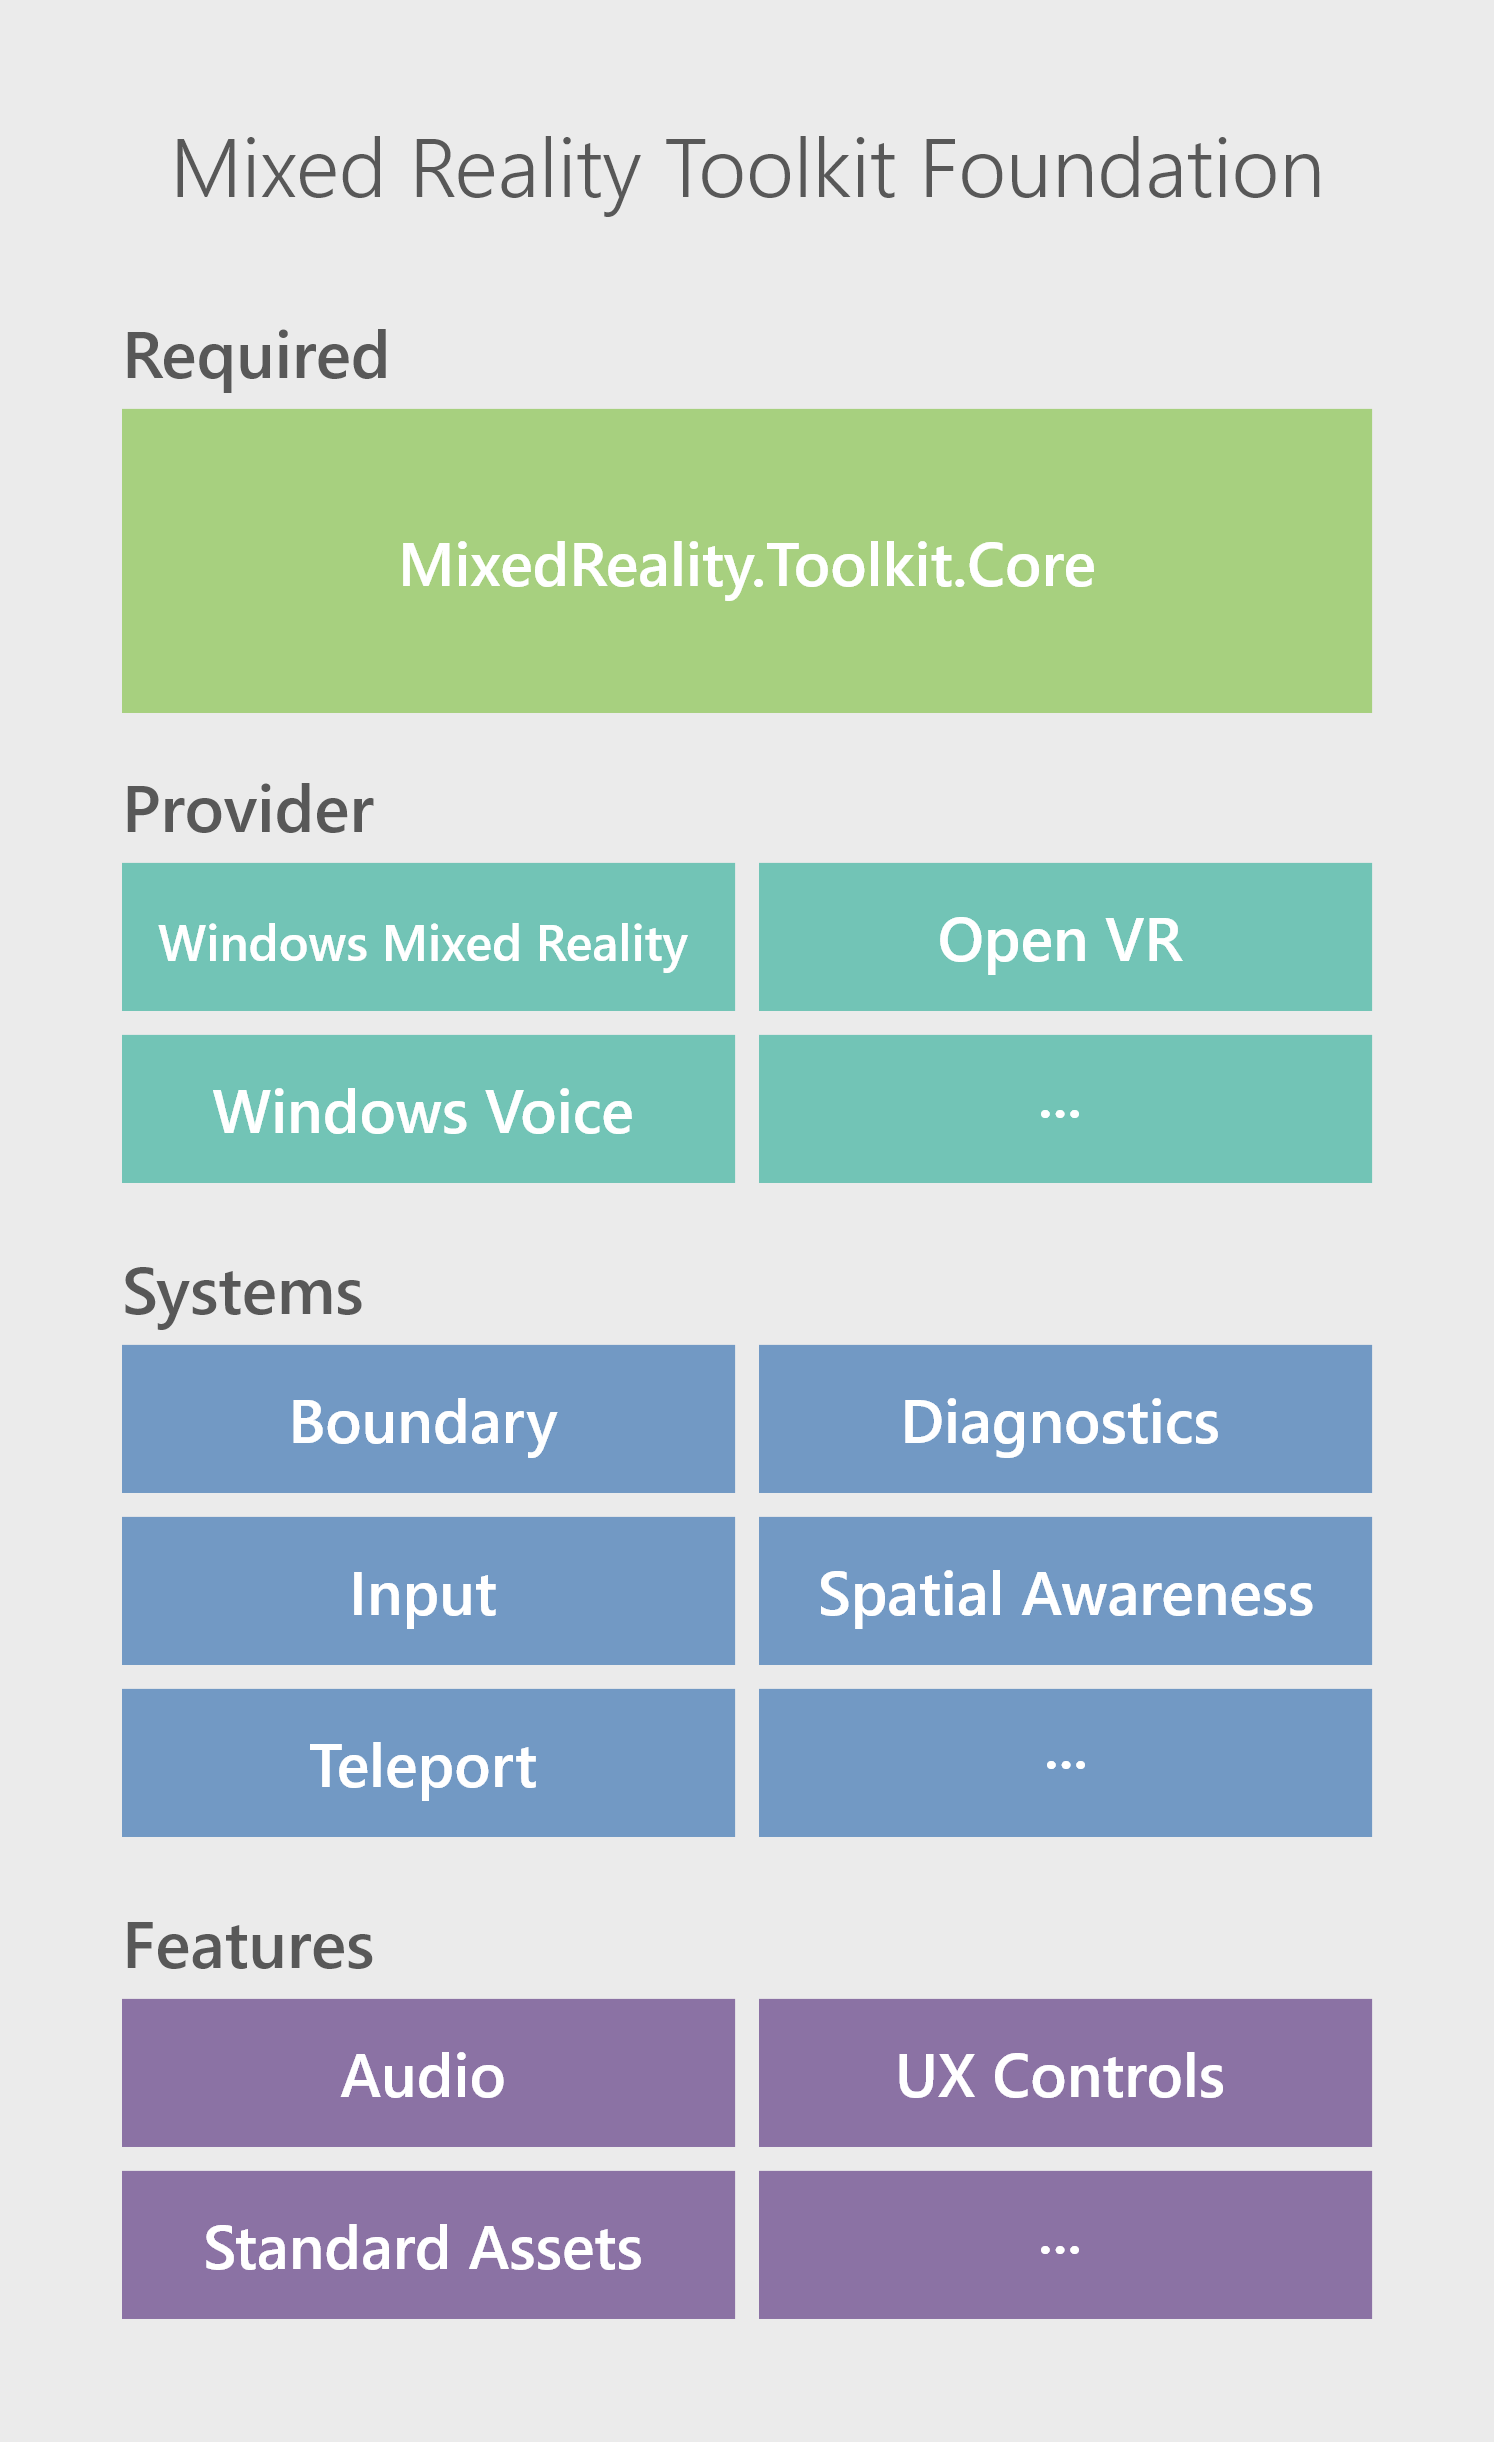 Mixed Reality Toolkit Foundation
Required
MixedReality.Toolkit.Core
Provider
Windows Mixed Reality
Open VR
Windows Voice
...
Systems
Boundary
Diagnostics
Input
Spatial Awareness
Teleport
...
Features
Audio
UX Controls
Standard Assets
...